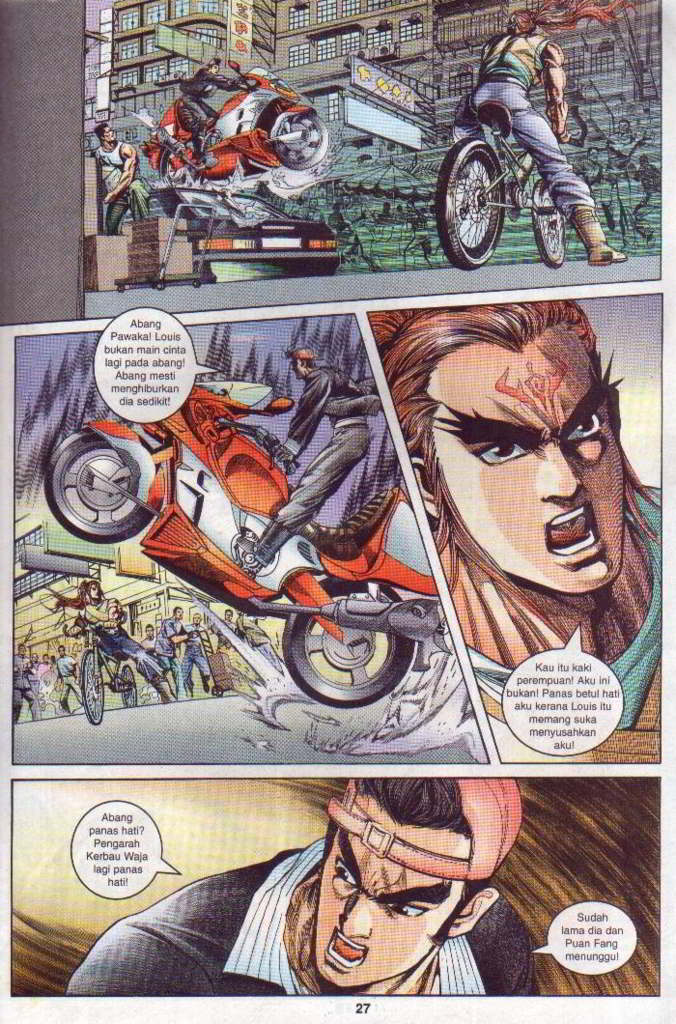 Abang
Pawaka! Louis
bukan main cinta
lagi pada abang!
Abang mesti
menghiburkan
dia sedikit!
Kau itu kaki
perempuan! Aku ini
bukan! Panas betul hati
aku kerana Louis itu
memang suka
menyusahkan
aku!
Abang
panas hati?
Pengarah
Kerbau Waja
lagi panas
hati!
Sudah
lama dia dan
Puan Fang
menunggu!
27